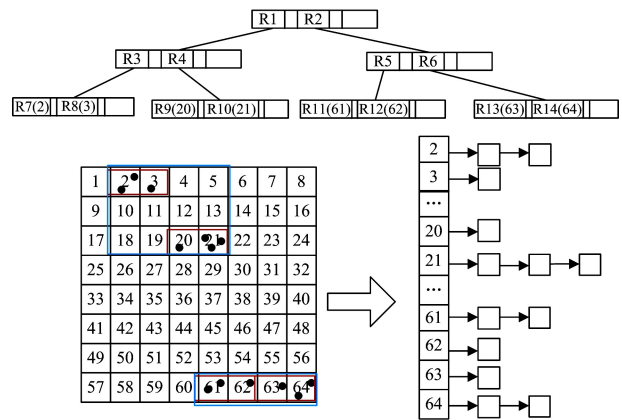 R1 R2
R3 R4 R5 R6
R7(2) R8(3) R9(20) R10(21) R11(61) R12(62) R13(63) R14(64)
1 2 3 4 5 6 7 8
9 10 11 12 13 14 15 16
17 18 19 20 21 22 23 24
25 26 27 28 29 30 31 32
33 34 35 36 37 38 39 40
41 42 43 44 45 46 47 48
49 50 51 52 53 54 55 56
57 58 59 60 61 62 63 64
2
3
...
20
21
...
61
62
63
64